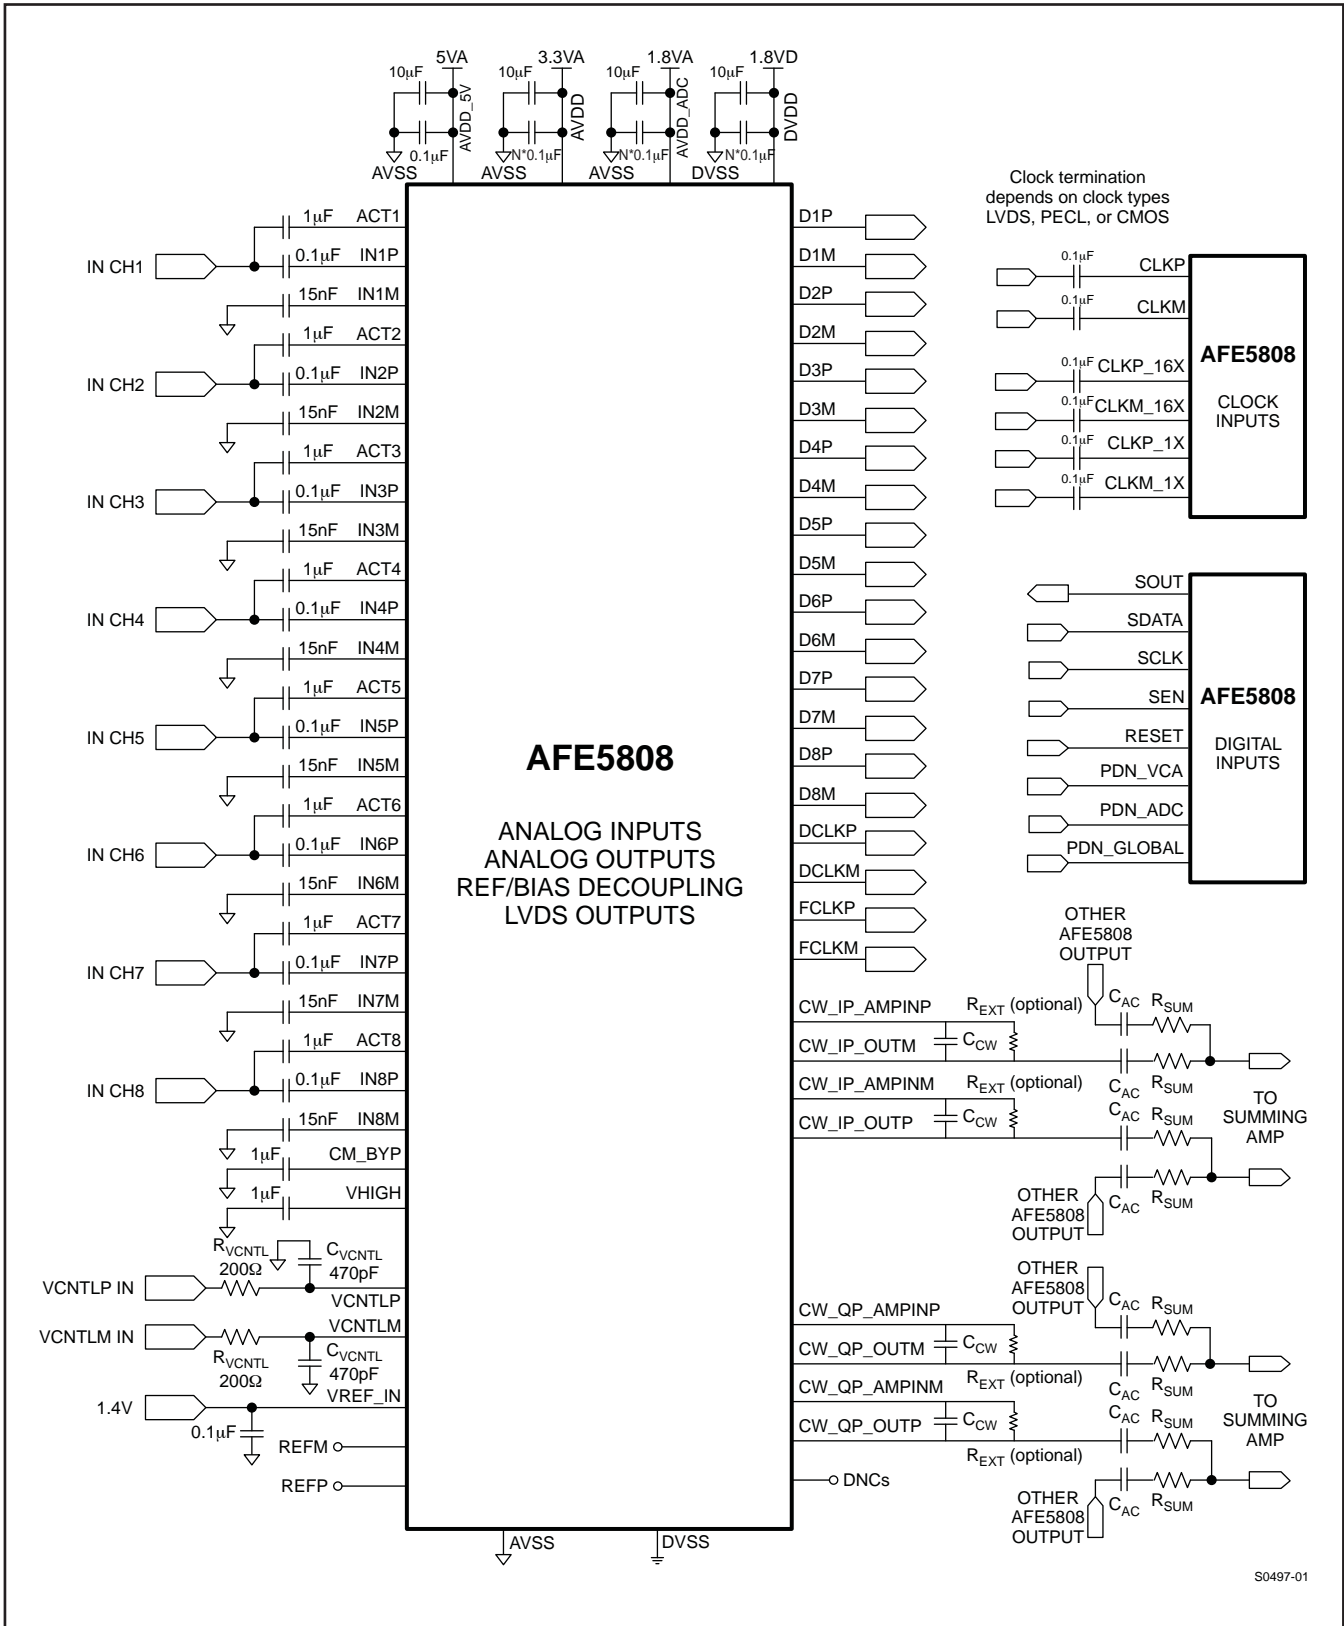 5VA
3.3VA
1.8VA
1.8VD
10μF
10μF
10μF
10μF
AVDD_5V
AVDD
AVDD_ADC
DVDD
0.1μF
N*0.1μF
N*0.1μF
N*0.1μF
AVSS
AVSS
AVSS
DVSS
IN CH1
1μF ACT1
0.1μF IN1P
15nF IN1M
IN CH2
1μF ACT2
0.1μF IN2P
15nF IN2M
IN CH3
1μF ACT3
0.1μF IN3P
15nF IN3M
IN CH4
1μF ACT4
0.1μF IN4P
15nF IN4M
IN CH5
1μF ACT5
0.1μF IN5P
15nF IN5M
IN CH6
1μF ACT6
0.1μF IN6P
15nF IN6M
IN CH7
1μF ACT7
0.1μF IN7P
15nF IN7M
IN CH8
1μF ACT8
0.1μF IN8P
15nF IN8M
1μF CM_BYP
1μF VHIGH
RVCNTL
200Ω
CVCNTL
470pF
VCNTLP IN
VCNTLP
VCNTLM IN
VCNTLM
RVCNTL
200Ω
CVCNTL
470pF
1.4V
VREF_IN
0.1μF
REFM
REFP
AFE5808
ANALOG INPUTS
ANALOG OUTPUTS
REF/BIAS DECOUPLING
LVDS OUTPUTS
AVSS
DVSS
D1P
D1M
D2P
D2M
D3P
D3M
D4P
D4M
D5P
D5M
D6P
D6M
D7P
D7M
D8P
D8M
DCLKP
DCLKM
FCLKP
FCLKM
Clock termination
depends on clock types
LVDS, PECL, or CMOS
0.1μF CLKP
0.1μF CLKM
0.1μF CLKP_16X
0.1μF CLKM_16X
0.1μF CLKP_1X
0.1μF CLKM_1X
AFE5808
CLOCK
INPUTS
SOUT
SDATA
SCLK
SEN
RESET
PDN_VCA
PDN_ADC
PDN_GLOBAL
AFE5808
DIGITAL
INPUTS
OTHER
AFE5808
OUTPUT
CAC RSUM
CW_IP_AMPINP
REXT (optional)
CCW
CW_IP_OUTM
CAC RSUM
CW_IP_AMPINM
REXT (optional)
CCW
CAC RSUM
CW_IP_OUTP
TO
SUMMING
AMP
OTHER
AFE5808
OUTPUT
CAC RSUM
OTHER
AFE5808
OUTPUT
CAC RSUM
CW_QP_AMPINP
CCW
CW_QP_OUTM
REXT (optional)
CAC RSUM
CW_QP_AMPINM
CCW
CAC RSUM
CW_QP_OUTP
REXT (optional)
TO
SUMMING
AMP
DNCs
OTHER
AFE5808
OUTPUT
CAC RSUM
S0497-01